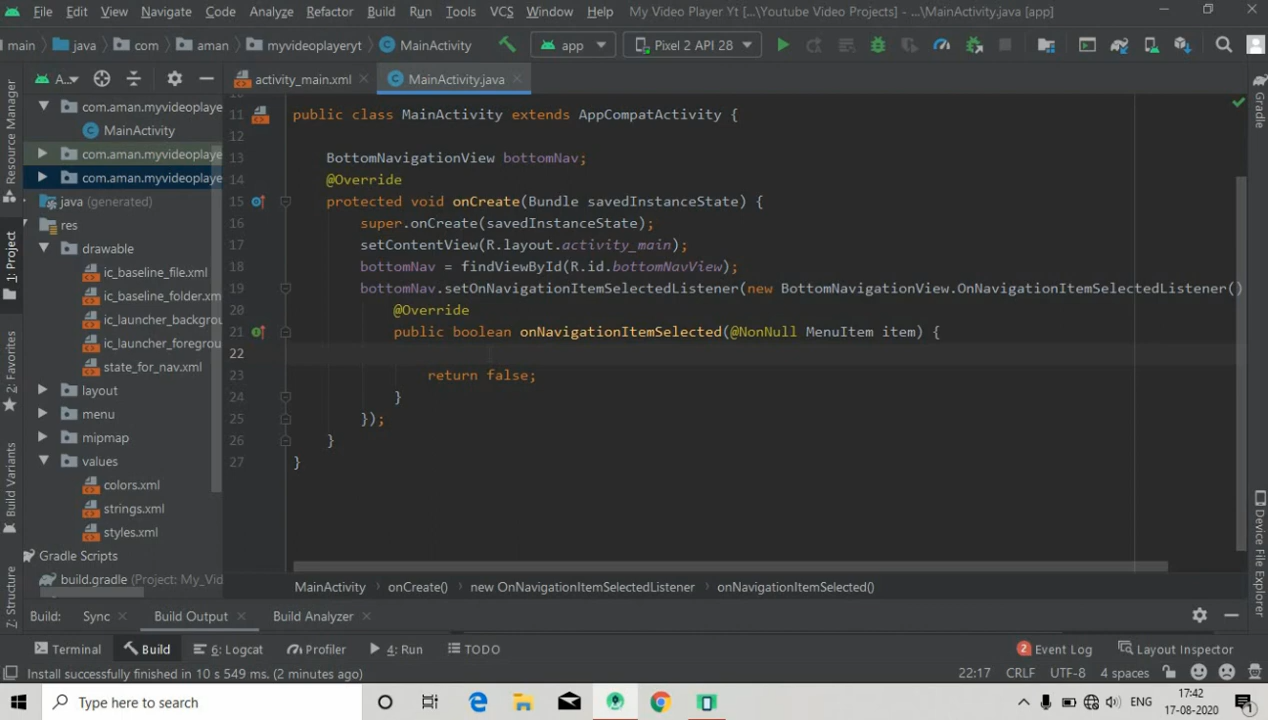 File Edit View Navigate Code Analyze Refactor Build Run Tools VCS Window Help My Video Player Yt [...\Youtube Video Projects] - ...\MainActivity.java [app]
main java com aman myvideoplayeryt MainActivity app Pixel 2 API 28
A... activity_main.xml MainActivity.java
Resource Manager
1: Project
2: Favorites
Build Variants
Z: Structure
com.aman.myvideoplaye
MainActivity
com.aman.myvideoplaye
com.aman.myvideoplaye
java (generated)
res
drawable
ic_baseline_file.xml
ic_baseline_folder.xm
ic_launcher_backgrou
ic_launcher_foregrou
state_for_nav.xml
layout
menu
mipmap
values
colors.xml
strings.xml
styles.xml
Gradle Scripts
build.gradle (Project: My_Vid
11 public class MainActivity extends AppCompatActivity {
12
13 BottomNavigationView bottomNav;
14 @Override
15 protected void onCreate(Bundle savedInstanceState) {
16 super.onCreate(savedInstanceState);
17 setContentView(R.layout.activity_main);
18 bottomNav = findViewById(R.id.bottomNavView);
19 bottomNav.setOnNavigationItemSelectedListener(new BottomNavigationView.OnNavigationItemSelectedListener()
20 @Override
21 public boolean onNavigationItemSelected(@NonNull MenuItem item) {
22
23 return false;
24 }
25 });
26 }
27 }
Gradle
Device File Explorer
MainActivity onCreate() new OnNavigationItemSelectedListener onNavigationItemSelected()
Build: Sync Build Output Build Analyzer
Terminal Build 6: Logcat Profiler 4: Run TODO 2 Event Log Layout Inspector
Install successfully finished in 10 s 549 ms. (2 minutes ago) 22:17 CRLF UTF-8 4 spaces
Type here to search ENG 17:42
17-08-2020 1